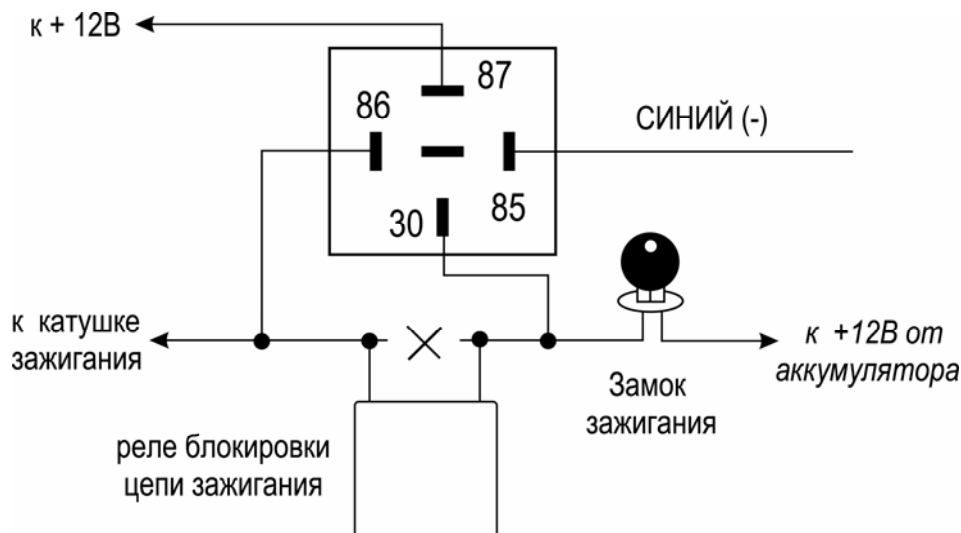 к + 12В
87
86
СИНИЙ (-)
30
85
к катушке
зажигания
к +12В от
аккумулятора
Замок
зажигания
реле блокировки
цепи зажигания